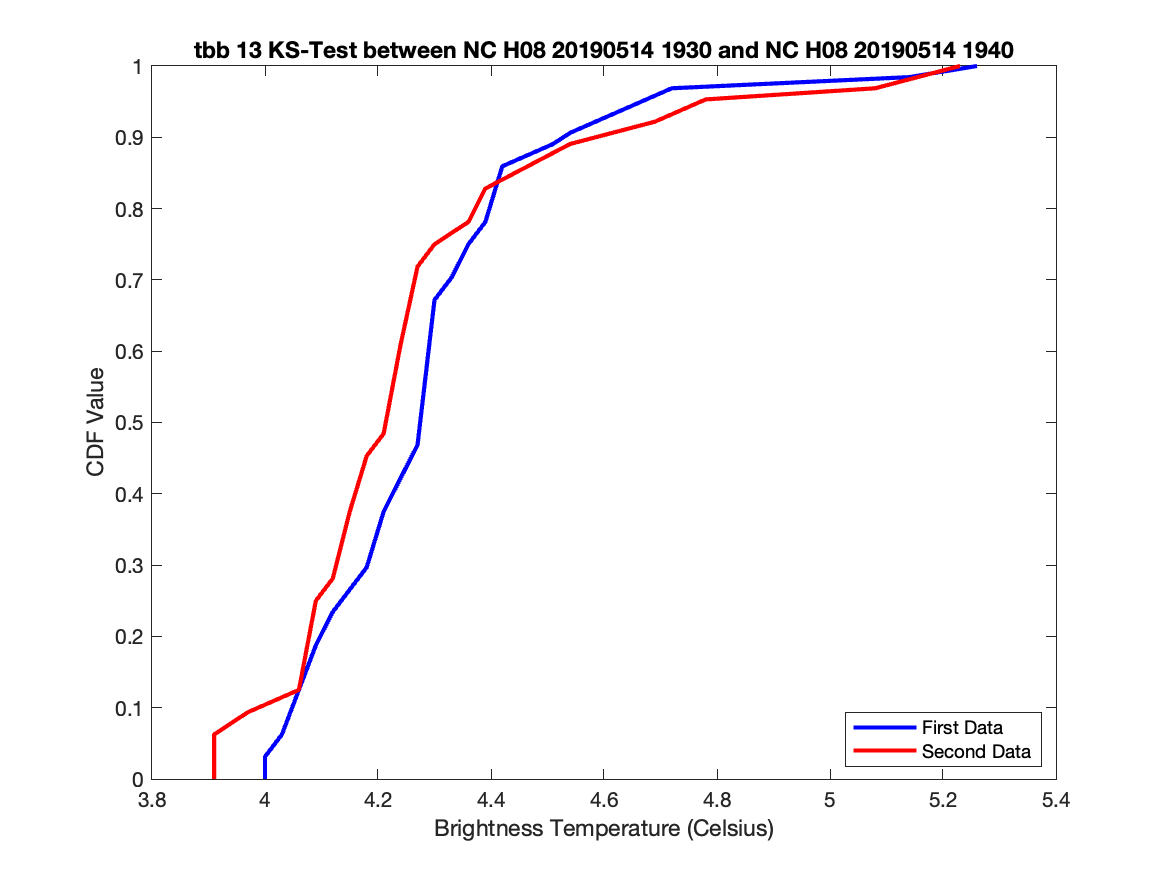 tbb 13 KS-Test between NC H08 20190514 1930 and NC H08 20190514 1940
1
0.9
0.8
0.7
0.6
0.5
0.4
0.3
0.2
0.1
0
CDF Value
First Data
Second Data
3.8 4 4.2 4.4 4.6 4.8 5 5.2 5.4
Brightness Temperature (Celsius)